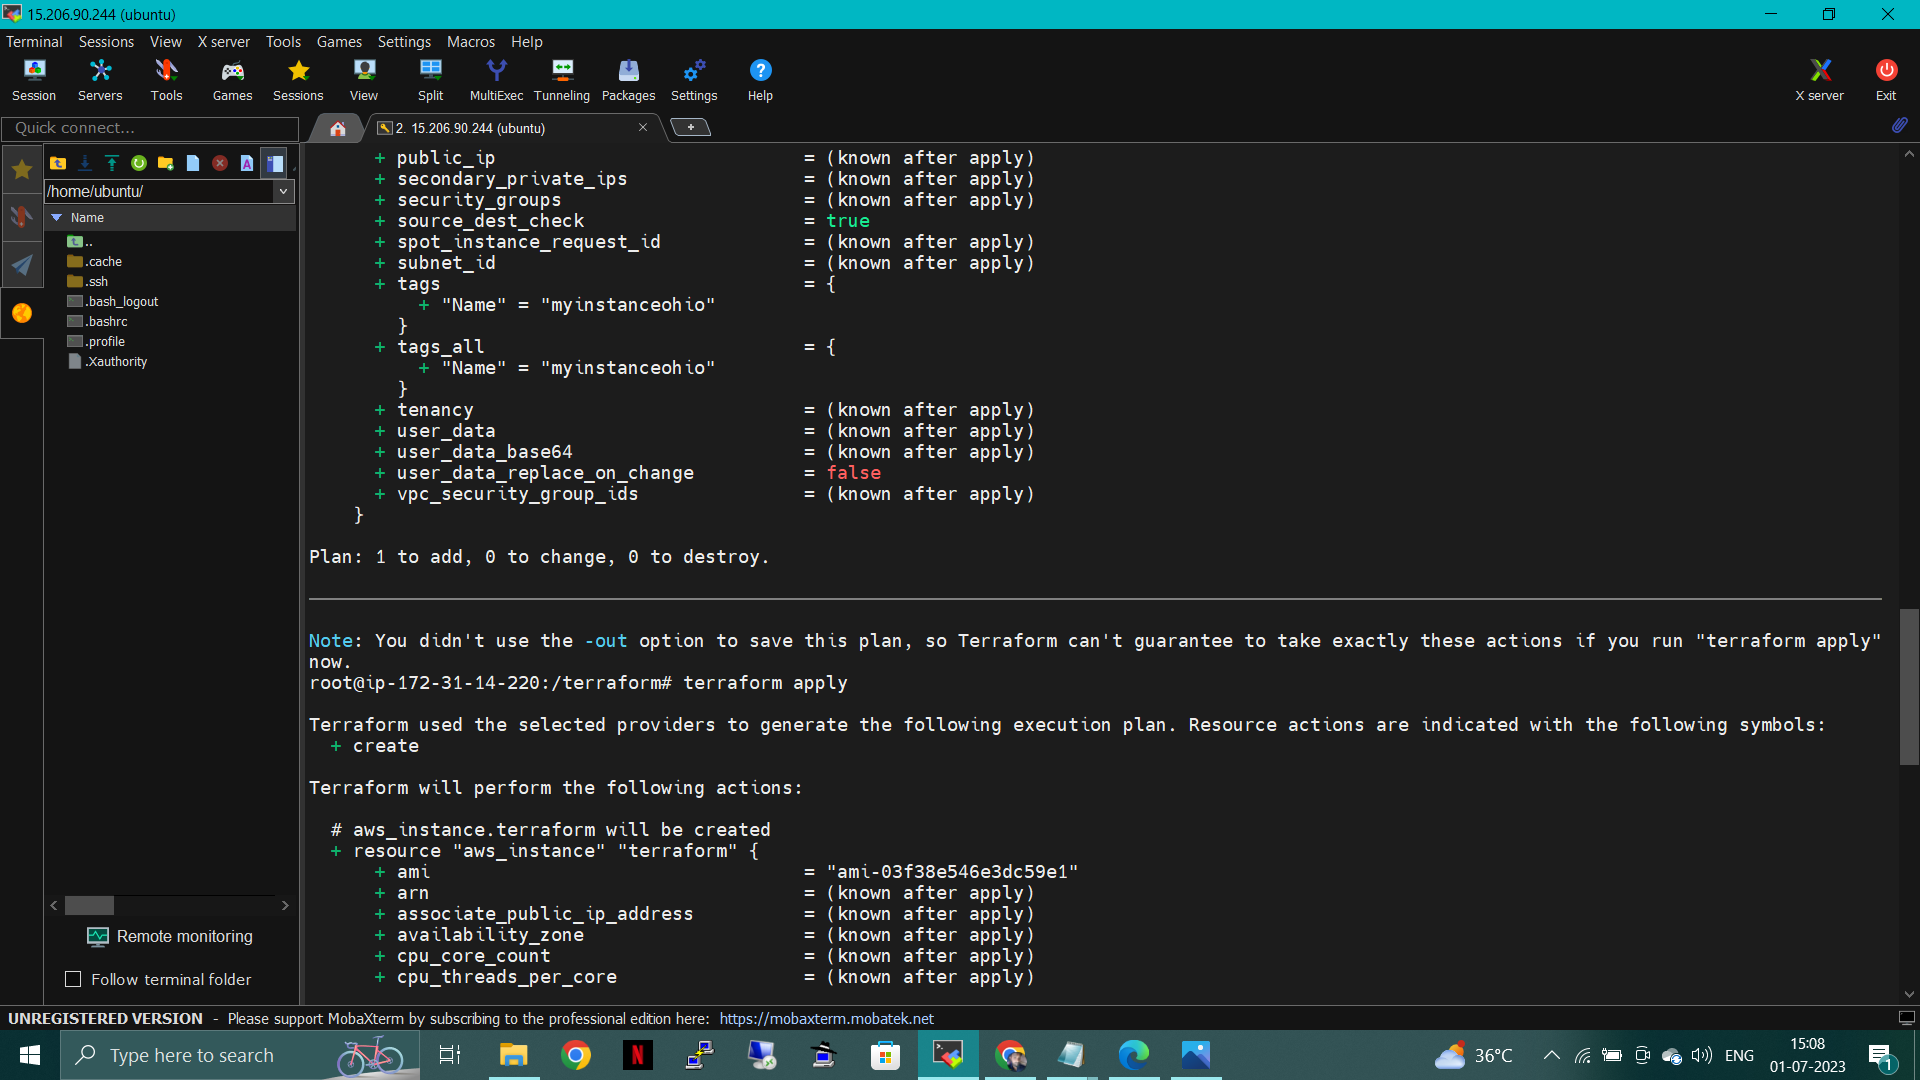 15.206.90.244 (ubuntu)
Terminal Sessions View X server Tools Games Settings Macros Help
Session Servers Tools Games Sessions View Split MultiExec Tunneling Packages Settings Help X server Exit
Quick connect...
2. 15.206.90.244 (ubuntu)
/home/ubuntu/
Name
..
.cache
.ssh
.bash_logout
.bashrc
.profile
.Xauthority
Remote monitoring
Follow terminal folder
+ public_ip = (known after apply)
+ secondary_private_ips = (known after apply)
+ security_groups = (known after apply)
+ source_dest_check = true
+ spot_instance_request_id = (known after apply)
+ subnet_id = (known after apply)
+ tags = {
+ "Name" = "myinstanceohio"
}
+ tags_all = {
+ "Name" = "myinstanceohio"
}
+ tenancy = (known after apply)
+ user_data = (known after apply)
+ user_data_base64 = (known after apply)
+ user_data_replace_on_change = false
+ vpc_security_group_ids = (known after apply)
}
Plan: 1 to add, 0 to change, 0 to destroy.
Note: You didn't use the -out option to save this plan, so Terraform can't guarantee to take exactly these actions if you run "terraform apply"
now.
root@ip-172-31-14-220:/terraform# terraform apply
Terraform used the selected providers to generate the following execution plan. Resource actions are indicated with the following symbols:
+ create
Terraform will perform the following actions:
# aws_instance.terraform will be created
+ resource "aws_instance" "terraform" {
+ ami = "ami-03f38e546e3dc59e1"
+ arn = (known after apply)
+ associate_public_ip_address = (known after apply)
+ availability_zone = (known after apply)
+ cpu_core_count = (known after apply)
+ cpu_threads_per_core = (known after apply)
UNREGISTERED VERSION - Please support MobaXterm by subscribing to the professional edition here: https://mobaxterm.mobatek.net
Type here to search
36°C
ENG
15:08
01-07-2023
1